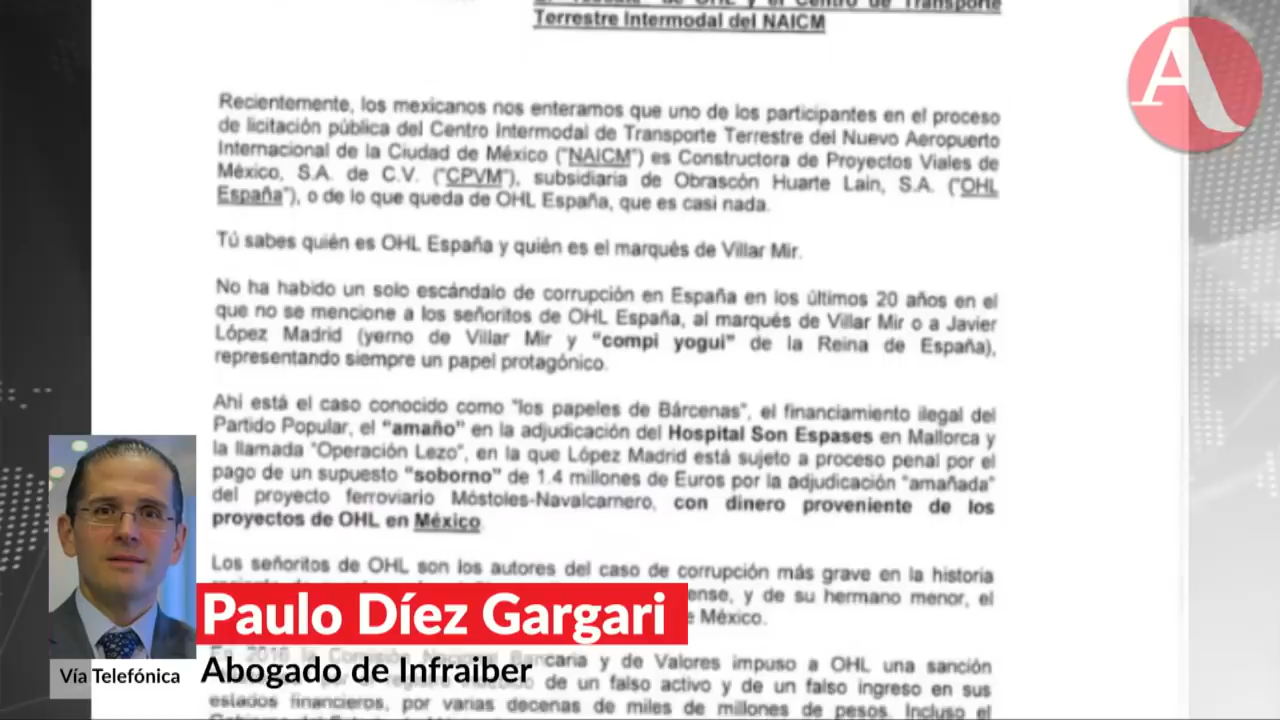 Terrestre Intermodal del NAICM
A
Recientemente, los mexicanos nos enteramos que uno de los participantes en el proceso
de licitación pública del Centro Intermodal de Transporte Terrestre del Nuevo Aeropuerto
Internacional de la Ciudad de México ("NAICM") es Constructora de Proyectos Viales de
México, S.A. de C.V. ("CPVM"), subsidiaria de Obrascón Huarte Lain, S.A. ("OHL
España"), o de lo que queda de OHL España, que es casi nada.
Tú sabes quién es OHL España y quién es el marqués de Villar Mir.
No ha habido un solo escándalo de corrupción en España en los últimos 20 años en el
que no se mencione a los señoritos de OHL España, al marqués de Villar Mir o a Javier
López Madrid (yerno de Villar Mir y "compi yogui" de la Reina de España),
representando siempre un papel protagónico.
Ahi está el caso conocido como "los papeles de Bárcenas", el financiamiento ilegal del
Partido Popular, el "amaño" en la adjudicación del Hospital Son Espases en Mallorca y
la llamada "Operación Lezo", en la que López Madrid está sujeto a proceso penal por el
pago de un supuesto "soborno" de 1.4 millones de Euros por la adjudicación "amañada"
del proyecto ferroviario Móstoles-Navalcarnero, con dinero proveniente de los
proyectos de OHL en México.
Los señoritos de OHL son los autores del caso de corrupción más grave en la historia
ense, y de su hermano menor, el
México.
Paulo Díez Gargari
Bancaria y de Valores impuso a OHL una sanción
Vía Telefónica
Abogado de Infraiber
de un falso activo y de un falso ingreso en sus
estados financieros, por varias decenas de miles de millones de pesos. Incluso el